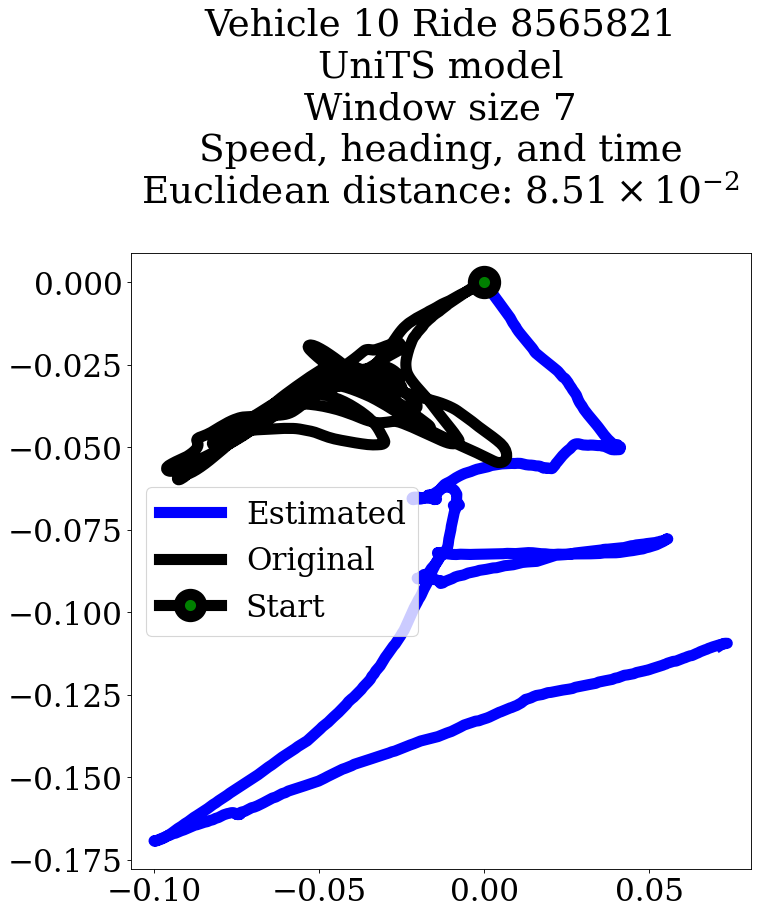 Vehicle 10 Ride 8565821
UniTS model
Window size 7
Speed, heading, and time
Euclidean distance: 8.51 × 10⁻²
0.000
−0.025
−0.050
−0.075
−0.100
−0.125
−0.150
−0.175
Estimated
Original
Start
−0.10
−0.05
0.00
0.05